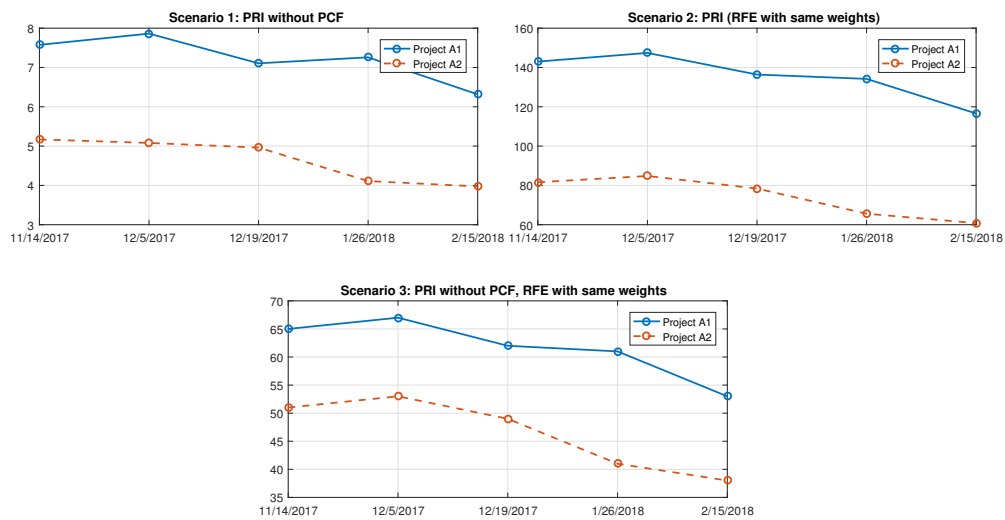 Scenario 1: PRI without PCF
8
7
6
5
4
3
Project A1
Project A2
11/14/2017 12/5/2017 12/19/2017 1/26/2018 2/15/2018
Scenario 2: PRI (RFE with same weights)
160
140
120
100
80
60
Project A1
Project A2
11/14/2017 12/5/2017 12/19/2017 1/26/2018 2/15/2018
Scenario 3: PRI without PCF, RFE with same weights
70
65
60
55
50
45
40
35
Project A1
Project A2
11/14/2017 12/5/2017 12/19/2017 1/26/2018 2/15/2018